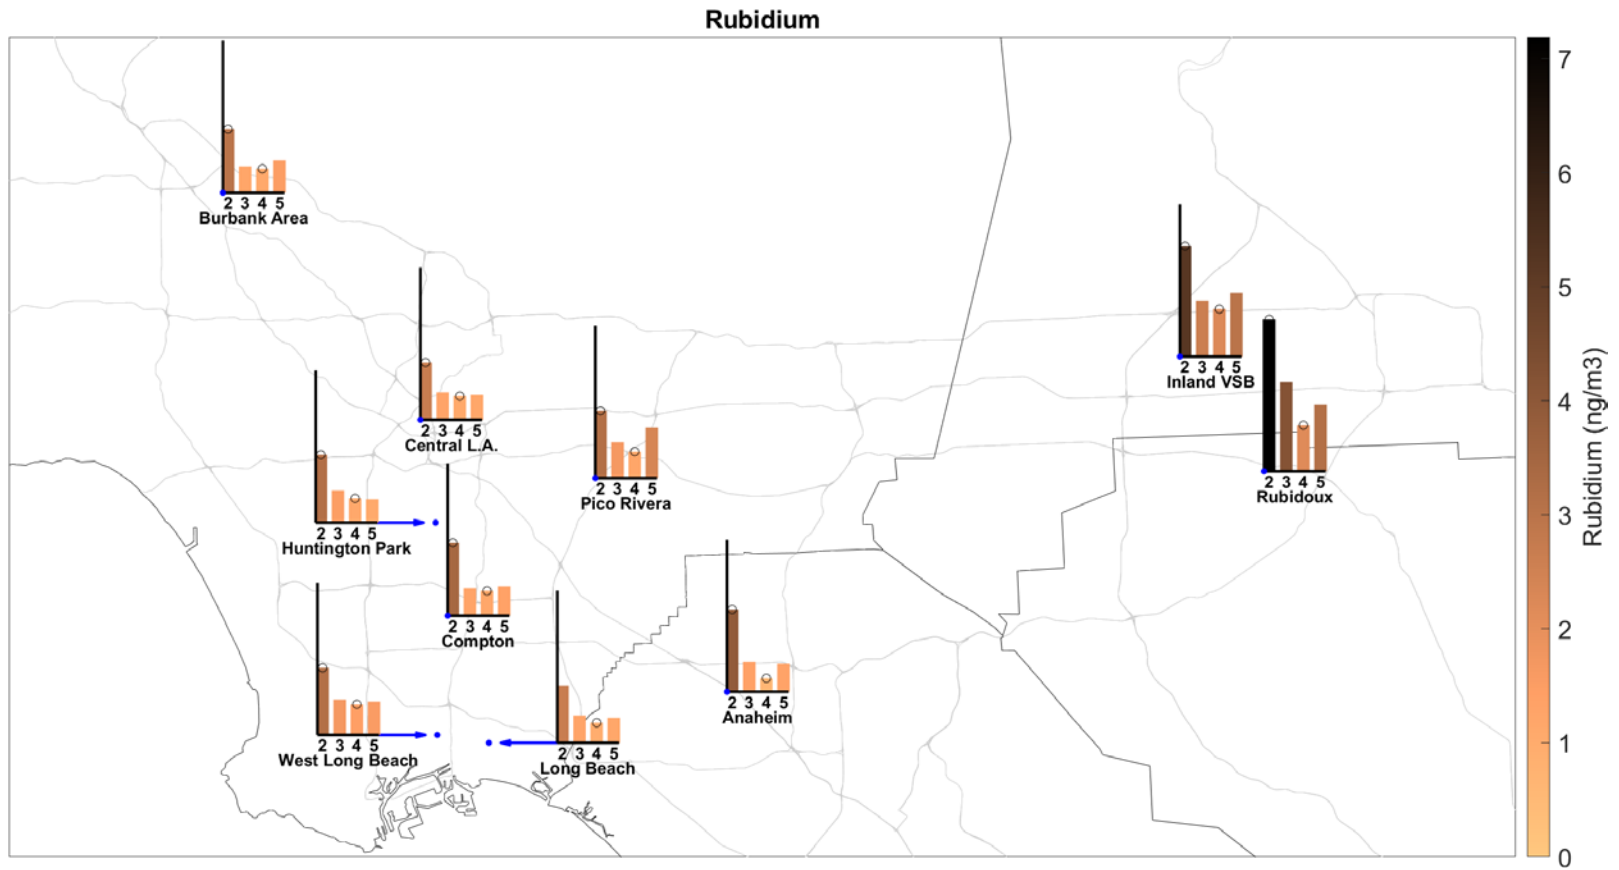 Rubidium
2 3 4 5
Burbank Area
2 3 4 5
Inland VSB
2 3 4 5
Central L.A.
2 3 4 5
Rubidoux
2 3 4 5
Pico Rivera
2 3 4 5
Huntington Park
2 3 4 5
Compton
2 3 4 5
Anaheim
2 3 4 5
West Long Beach
2 3 4 5
Long Beach
7
6
5
4
3
2
1
0
Rubidium (ng/m3)